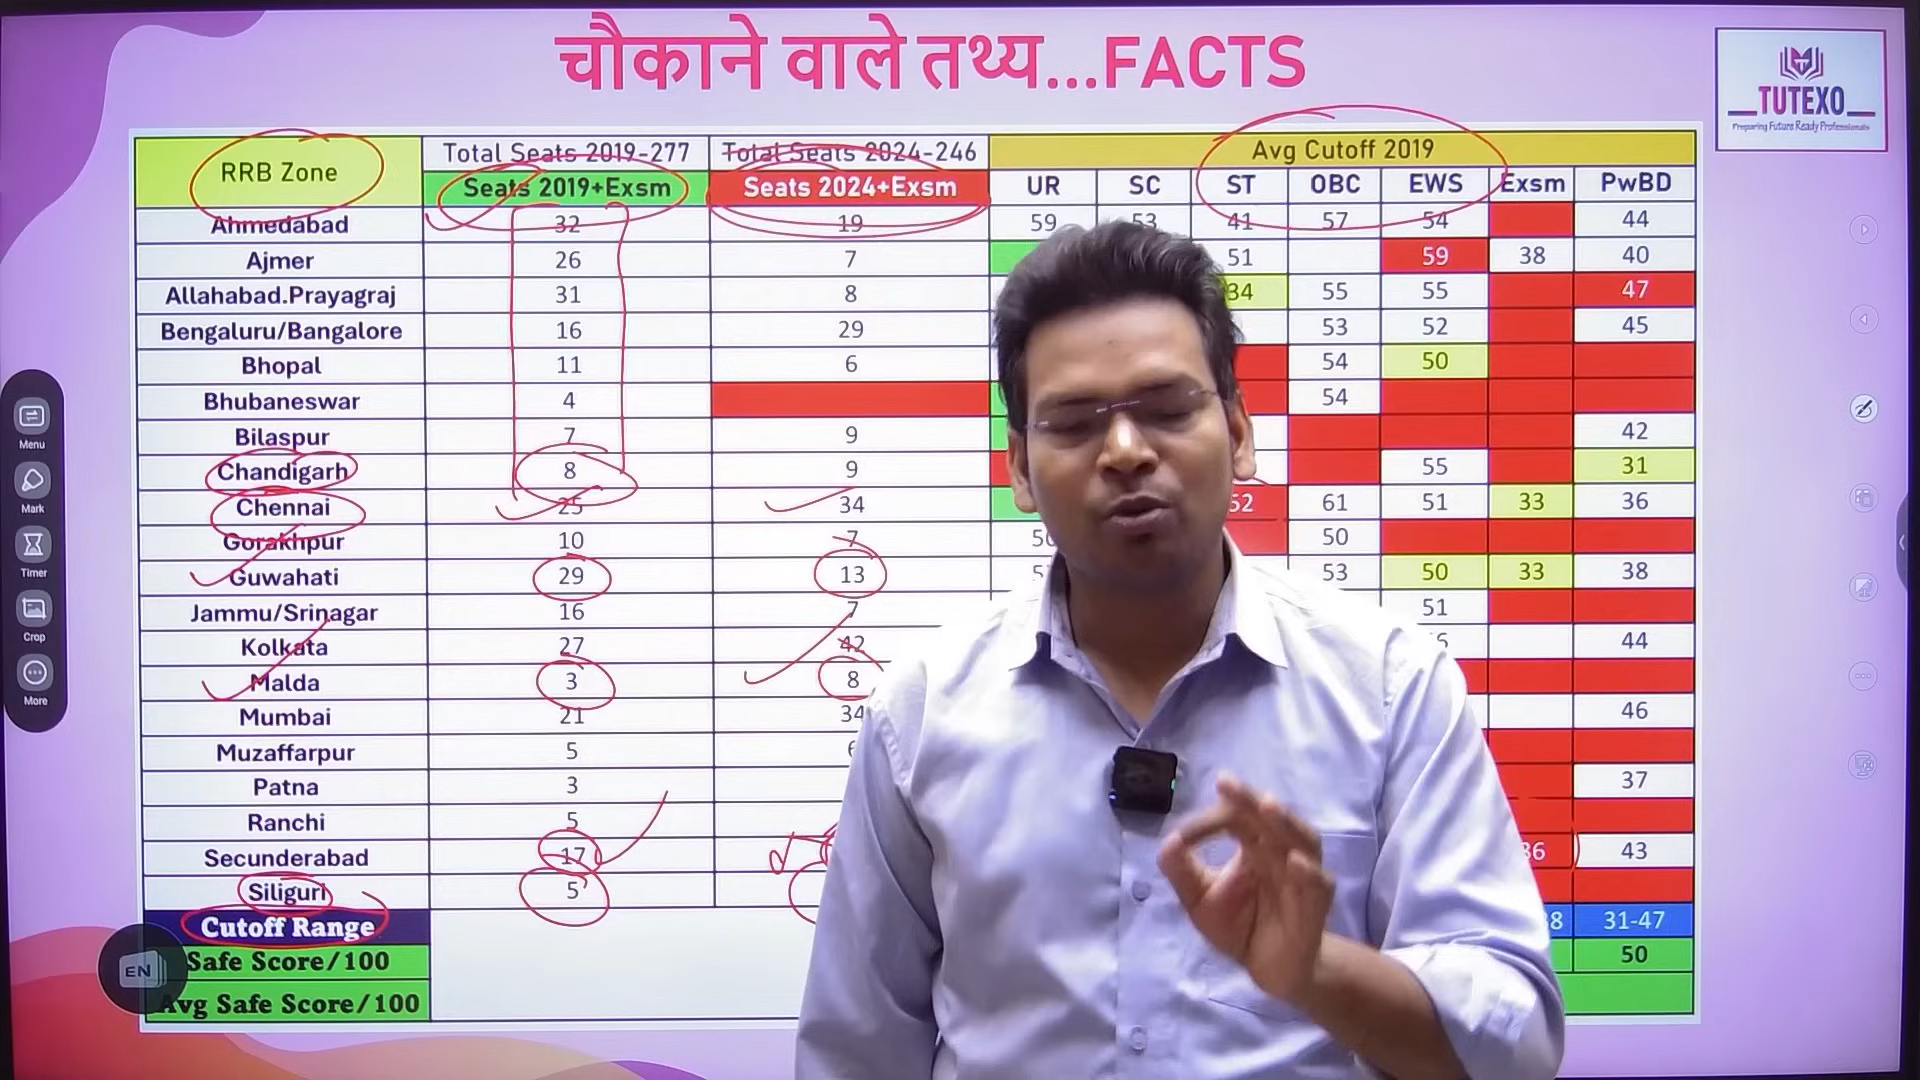 चौकाने वाले तथ्य...FACTS
TUTEXO
Preparing Future Ready Professionals
RRB Zone Total Seats 2019-277 Total Seats 2024-246 Avg Cutoff 2019
Seats 2019+Exsm Seats 2024+Exsm UR SC ST OBC EWS Exsm PwBD
Ahmedabad 32 19 59 53 41 57 54 44
Ajmer 26 7 51 59 38 40
Allahabad.Prayagraj 31 8 34 55 55 47
Bengaluru/Bangalore 16 29 53 52 45
Bhopal 11 6 54 50
Bhubaneswar 4 54
Bilaspur 7 9 42
Chandigarh 8 9 55 31
Chennai 25 34 52 61 51 33 36
Gorakhpur 10 7 50
Guwahati 29 13 53 50 33 38
Jammu/Srinagar 16 7 51
Kolkata 27 42 44
Malda 3 8
Mumbai 21 34 46
Muzaffarpur 5
Patna 3 37
Ranchi 5
Secunderabad 17 36 43
Siliguri 5
Cutoff Range 31-47
Safe Score/100 50
Avg Safe Score/100
Menu
Mark
Timer
Crop
More
EN